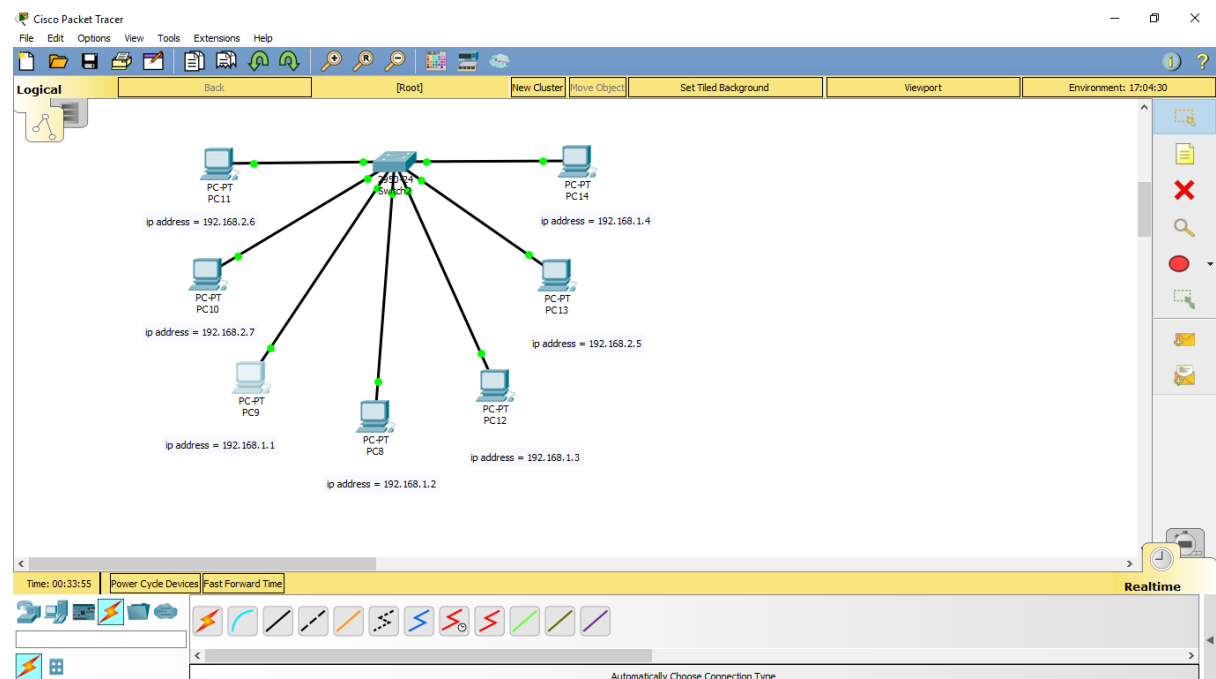 Cisco Packet Tracer
File Edit Options View Tools Extensions Help
Logical
Back
[Root]
New Cluster
Move Object
Set Tiled Background
Viewport
Environment: 17:04:30
PC-PT
PC11
ip address = 192.168.2.6
2950-24
Switch2
PC-PT
PC14
ip address = 192.168.1.4
PC-PT
PC10
ip address = 192.168.2.7
PC-PT
PC13
ip address = 192.168.2.5
PC-PT
PC9
ip address = 192.168.1.1
PC-PT
PC8
ip address = 192.168.1.2
PC-PT
PC12
ip address = 192.168.1.3
Time: 00:33:55
Power Cycle Devices
Fast Forward Time
Realtime
Automatically Choose Connection Type